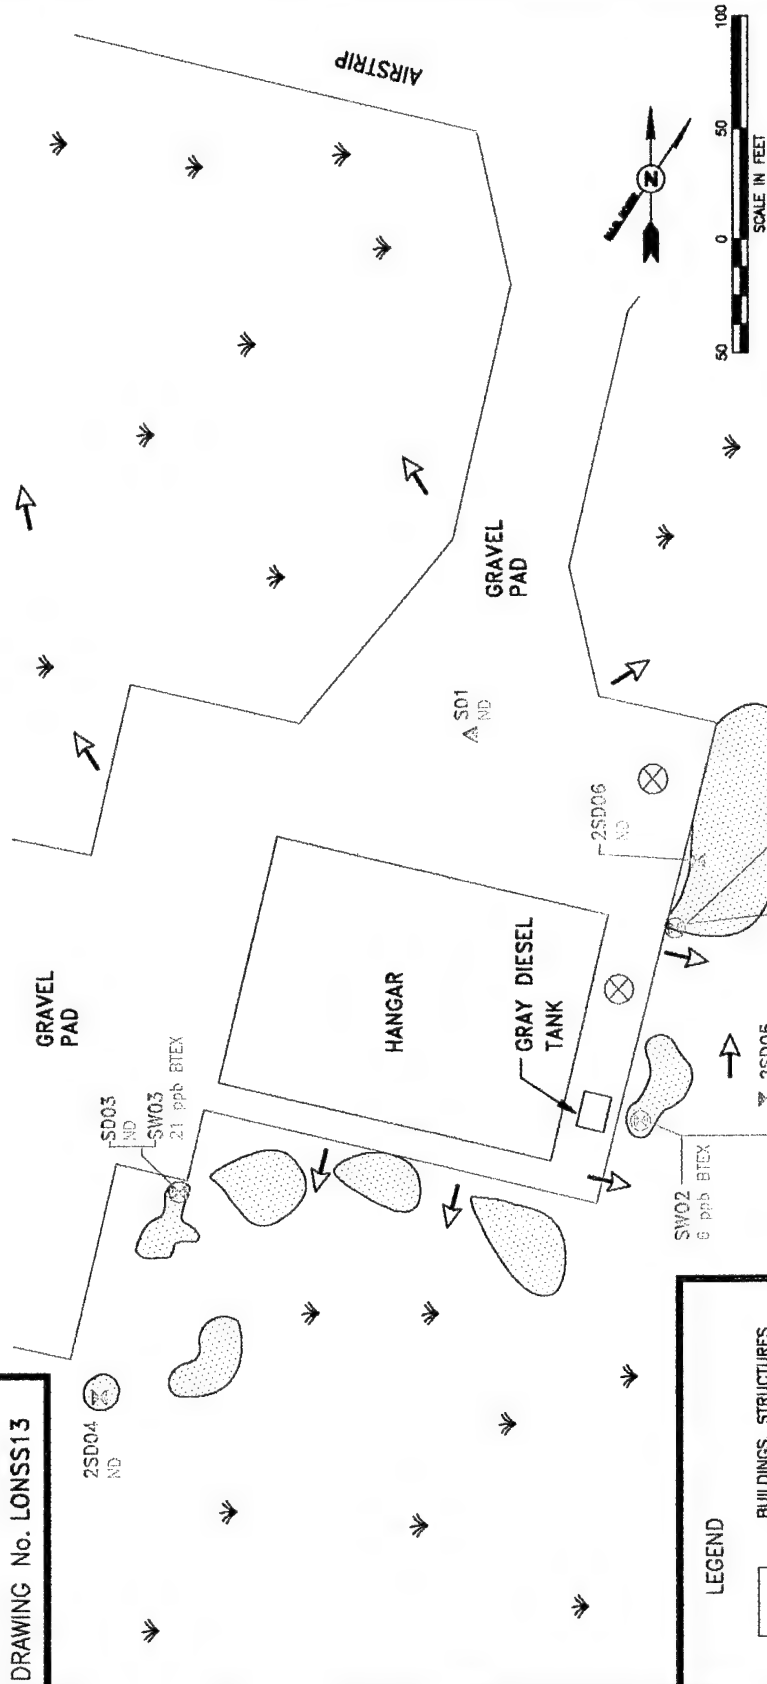 DRAWING No. LONSS13
2SD04
ND
SD03
ND
SW03
21 ppb BTEX
GRAVEL
PAD
HANGAR
GRAY DIESEL
TANK
SW02
6 ppb BTEX
2SD05
2SD06
ND
S01
ND
GRAVEL
PAD
AIRSTRIP
N
50
0
50
100
SCALE IN FEET
LEGEND
BUILDINGS, STRUCTURES